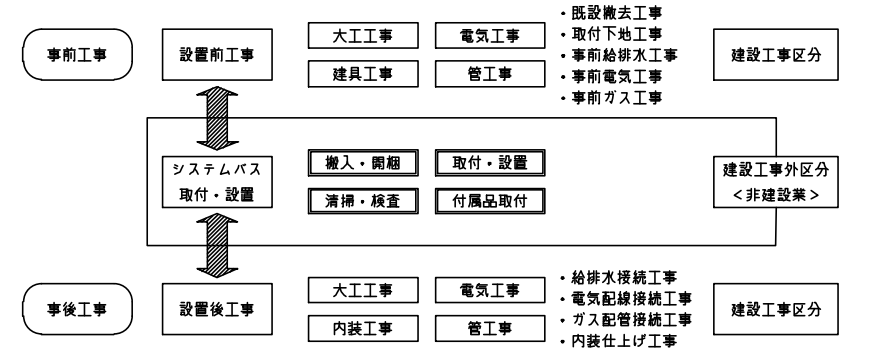 事前工事
設置前工事
大工工事
電気工事
建具工事
管工事
・既設撤去工事
・取付下地工事
・事前給排水工事
・事前電気工事
・事前ガス工事
建設工事区分
システムバス
取付・設置
搬入・開梱
取付・設置
清掃・検査
付属品取付
建設工事外区分
＜非建設業＞
事後工事
設置後工事
大工工事
電気工事
内装工事
管工事
・給排水接続工事
・電気配線接続工事
・ガス配管接続工事
・内装仕上げ工事
建設工事区分